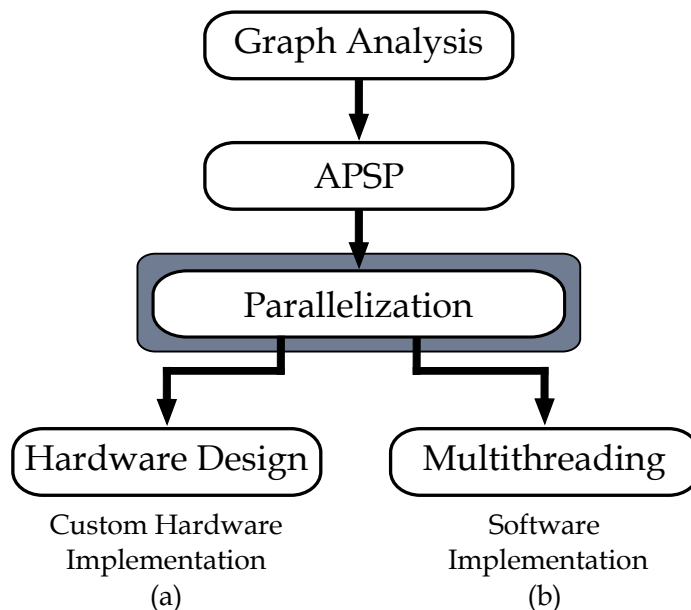 Graph Analysis
APSP
Parallelization
Hardware Design
Multithreading
Custom Hardware
Implementation
(a)
Software
Implementation
(b)